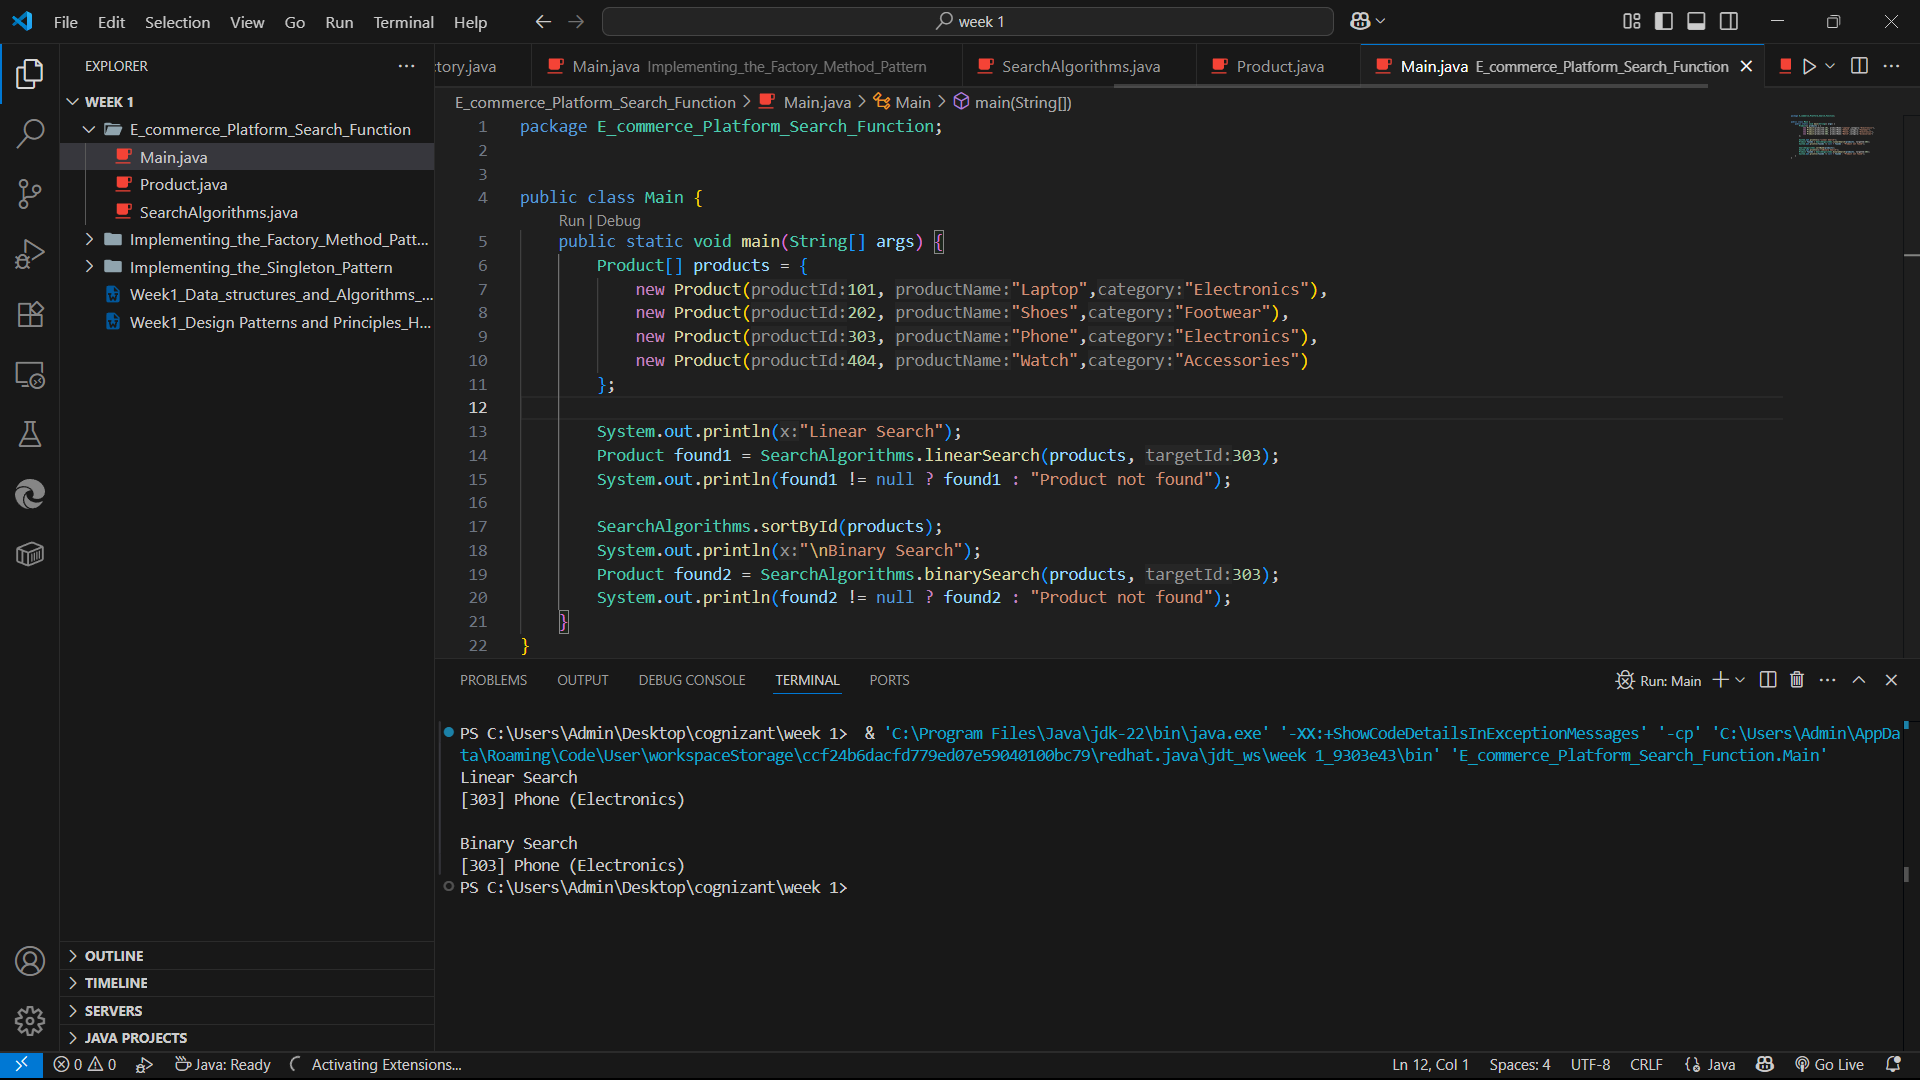 File Edit Selection View Go Run Terminal Help
week 1
EXPLORER
WEEK 1
E_commerce_Platform_Search_Function
Main.java
Product.java
SearchAlgorithms.java
Implementing_the_Factory_Method_Patt...
Implementing_the_Singleton_Pattern
Week1_Data_structures_and_Algorithms_...
Week1_Design Patterns and Principles_H...
OUTLINE
TIMELINE
SERVERS
JAVA PROJECTS
tory.java
Main.java Implementing_the_Factory_Method_Pattern
SearchAlgorithms.java
Product.java
Main.java E_commerce_Platform_Search_Function
E_commerce_Platform_Search_Function > Main.java > Main > main(String[])
1 package E_commerce_Platform_Search_Function;
2
3
4 public class Main {
Run | Debug
5 public static void main(String[] args) {
6 Product[] products = {
7 new Product(productId:101, productName:"Laptop",category:"Electronics"),
8 new Product(productId:202, productName:"Shoes",category:"Footwear"),
9 new Product(productId:303, productName:"Phone",category:"Electronics"),
10 new Product(productId:404, productName:"Watch",category:"Accessories")
11 };
12
13 System.out.println(x:"Linear Search");
14 Product found1 = SearchAlgorithms.linearSearch(products, targetId:303);
15 System.out.println(found1 != null ? found1 : "Product not found");
16
17 SearchAlgorithms.sortById(products);
18 System.out.println(x:"\nBinary Search");
19 Product found2 = SearchAlgorithms.binarySearch(products, targetId:303);
20 System.out.println(found2 != null ? found2 : "Product not found");
21 }
22 }
PROBLEMS OUTPUT DEBUG CONSOLE TERMINAL PORTS
Run: Main
PS C:\Users\Admin\Desktop\cognizant\week 1>  & 'C:\Program Files\Java\jdk-22\bin\java.exe' '-XX:+ShowCodeDetailsInExceptionMessages' '-cp' 'C:\Users\Admin\AppDa
ta\Roaming\Code\User\workspaceStorage\ccf24b6dacfd779ed07e59040100bc79\redhat.java\jdt_ws\week 1_9303e43\bin' 'E_commerce_Platform_Search_Function.Main'
Linear Search
[303] Phone (Electronics)
Binary Search
[303] Phone (Electronics)
PS C:\Users\Admin\Desktop\cognizant\week 1>
0 0 Java: Ready Activating Extensions...
Ln 12, Col 1 Spaces: 4 UTF-8 CRLF {} Java Go Live